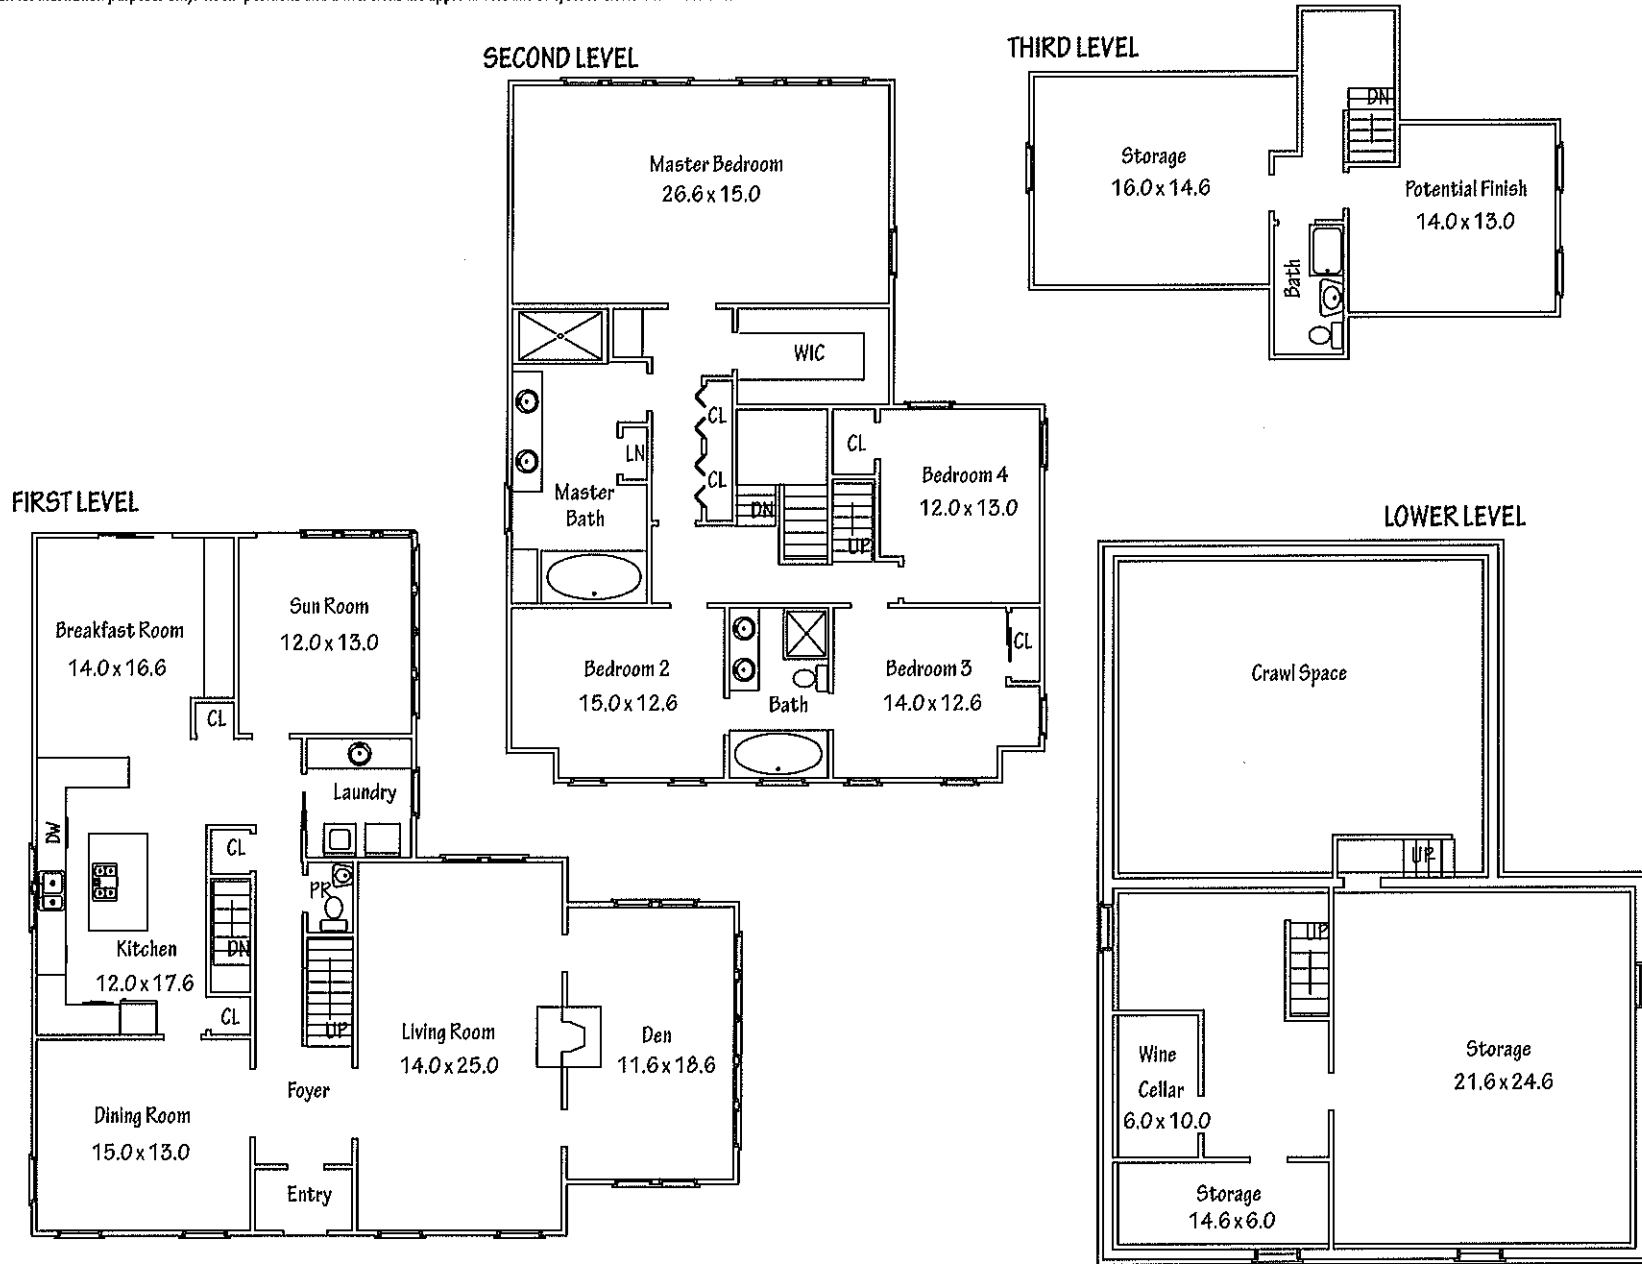 SECOND LEVEL
Master Bedroom
26.6 x 15.0
WIC
CL
CL
CL
LN
Master
Bath
DN
UP
Bedroom 4
12.0 x 13.0
Bedroom 2
15.0 x 12.6
Bath
Bedroom 3
14.0 x 12.6
CL
THIRD LEVEL
DN
Storage
16.0 x 14.6
Potential Finish
14.0 x 13.0
Bath
FIRST LEVEL
Breakfast Room
14.0 x 16.6
Sun Room
12.0 x 13.0
CL
Laundry
DW
CL
PR
Kitchen
12.0 x 17.6
DN
CL
UP
Living Room
14.0 x 25.0
Den
11.6 x 18.6
Foyer
Dining Room
15.0 x 13.0
Entry
LOWER LEVEL
Crawl Space
UP
UP
Wine
Cellar
6.0 x 10.0
Storage
21.6 x 24.6
Storage
14.6 x 6.0